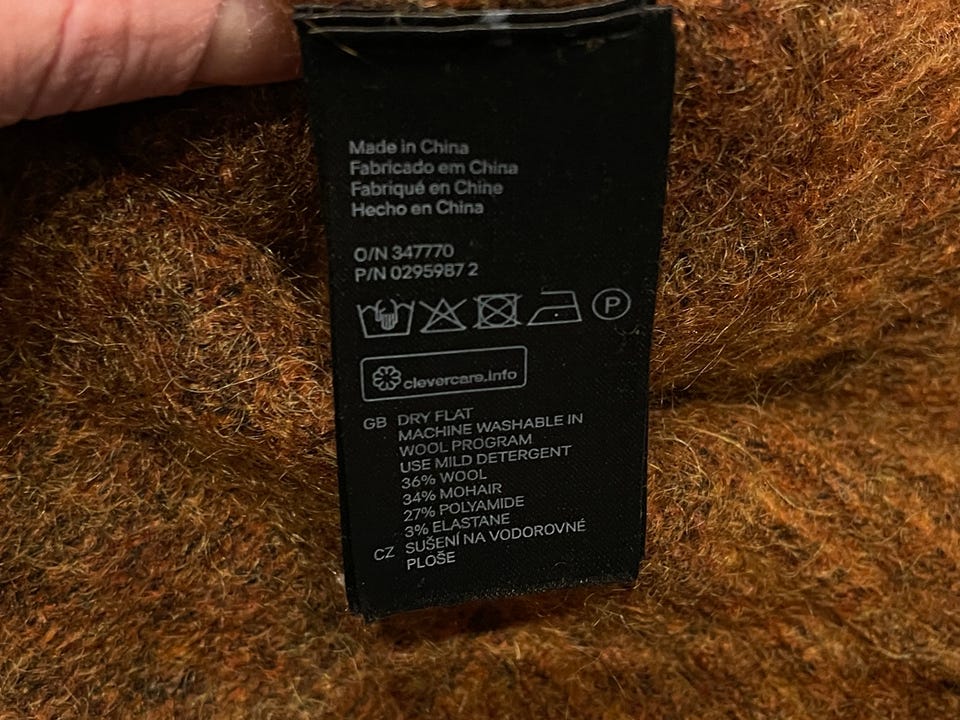 Made in China
Fabricado em China
Fabriqué en Chine
Hecho en China
O/N 347770
P/N 0295987 2
P
clevercare.info
GB DRY FLAT
MACHINE WASHABLE IN
WOOL PROGRAM
USE MILD DETERGENT
36% WOOL
34% MOHAIR
27% POLYAMIDE
3% ELASTANE
CZ SUŠENÍ NA VODOROVNÉ
PLOŠE